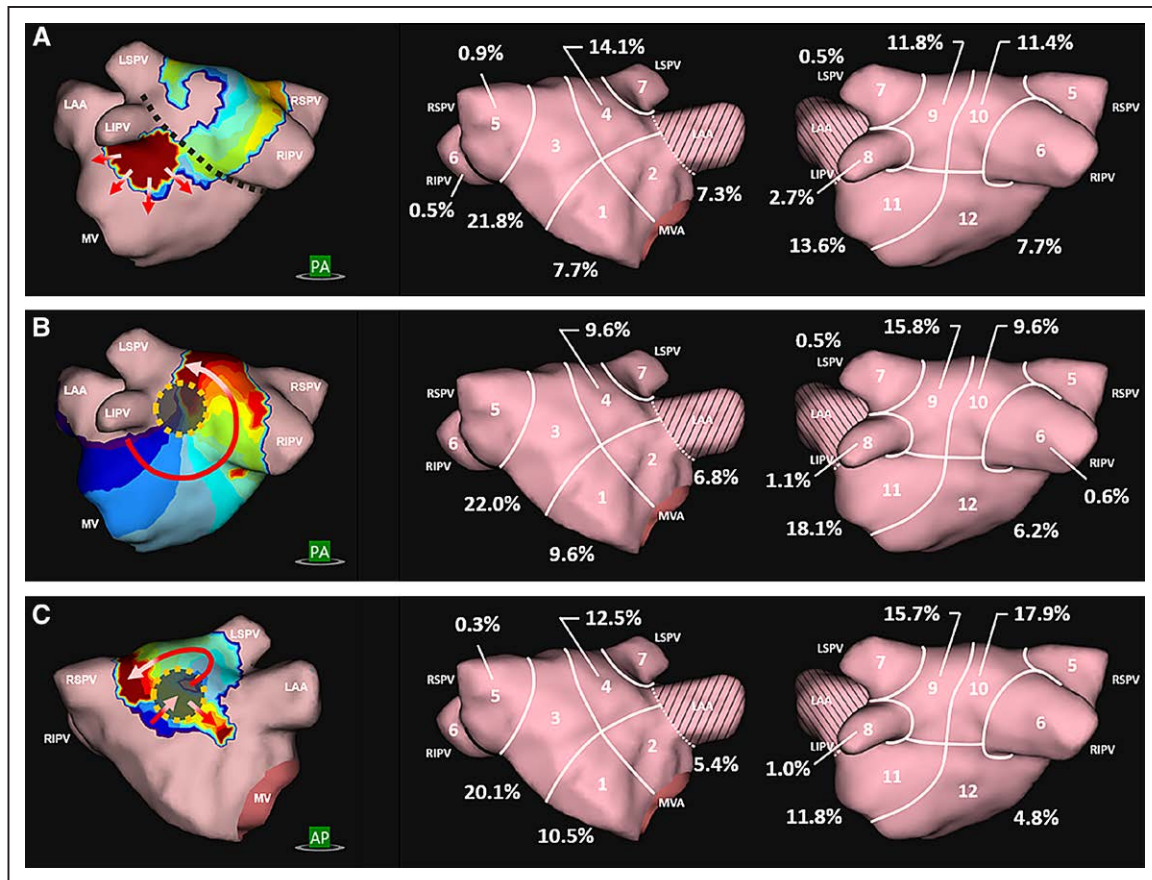 A
LSPV
LAA
RSPV
LIPV
RIPV
MV
PA
0.9%
14.1%
LSPV
7
RSPV
4
5
LAA
3
6
2
RIPV
7.3%
0.5%
21.8%
1
MVA
7.7%
0.5%
11.8%
11.4%
LSPV
7
5
9
10
RSPV
LAA
8
6
LIPV
RIPV
2.7%
11
12
13.6%
7.7%
B
LSPV
LAA
RSPV
LIPV
RIPV
MV
PA
9.6%
LSPV
7
RSPV
4
5
LAA
3
6
2
RIPV
6.8%
22.0%
1
MVA
9.6%
0.5%
15.8%
9.6%
LSPV
7
5
9
10
RSPV
LAA
8
6
LIPV
RIPV
1.1%
0.6%
11
12
18.1%
6.2%
C
LSPV
RSPV
LAA
RIPV
MV
AP
0.3%
12.5%
LSPV
7
RSPV
4
5
LAA
3
6
2
RIPV
5.4%
20.1%
1
MVA
10.5%
15.7%
17.9%
LSPV
7
5
9
10
RSPV
LAA
8
6
LIPV
RIPV
1.0%
11
12
11.8%
4.8%